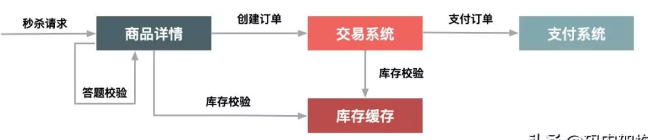 秒杀请求
商品详情
创建订单
交易系统
支付订单
支付系统
答题校验
库存校验
库存校验
库存缓存